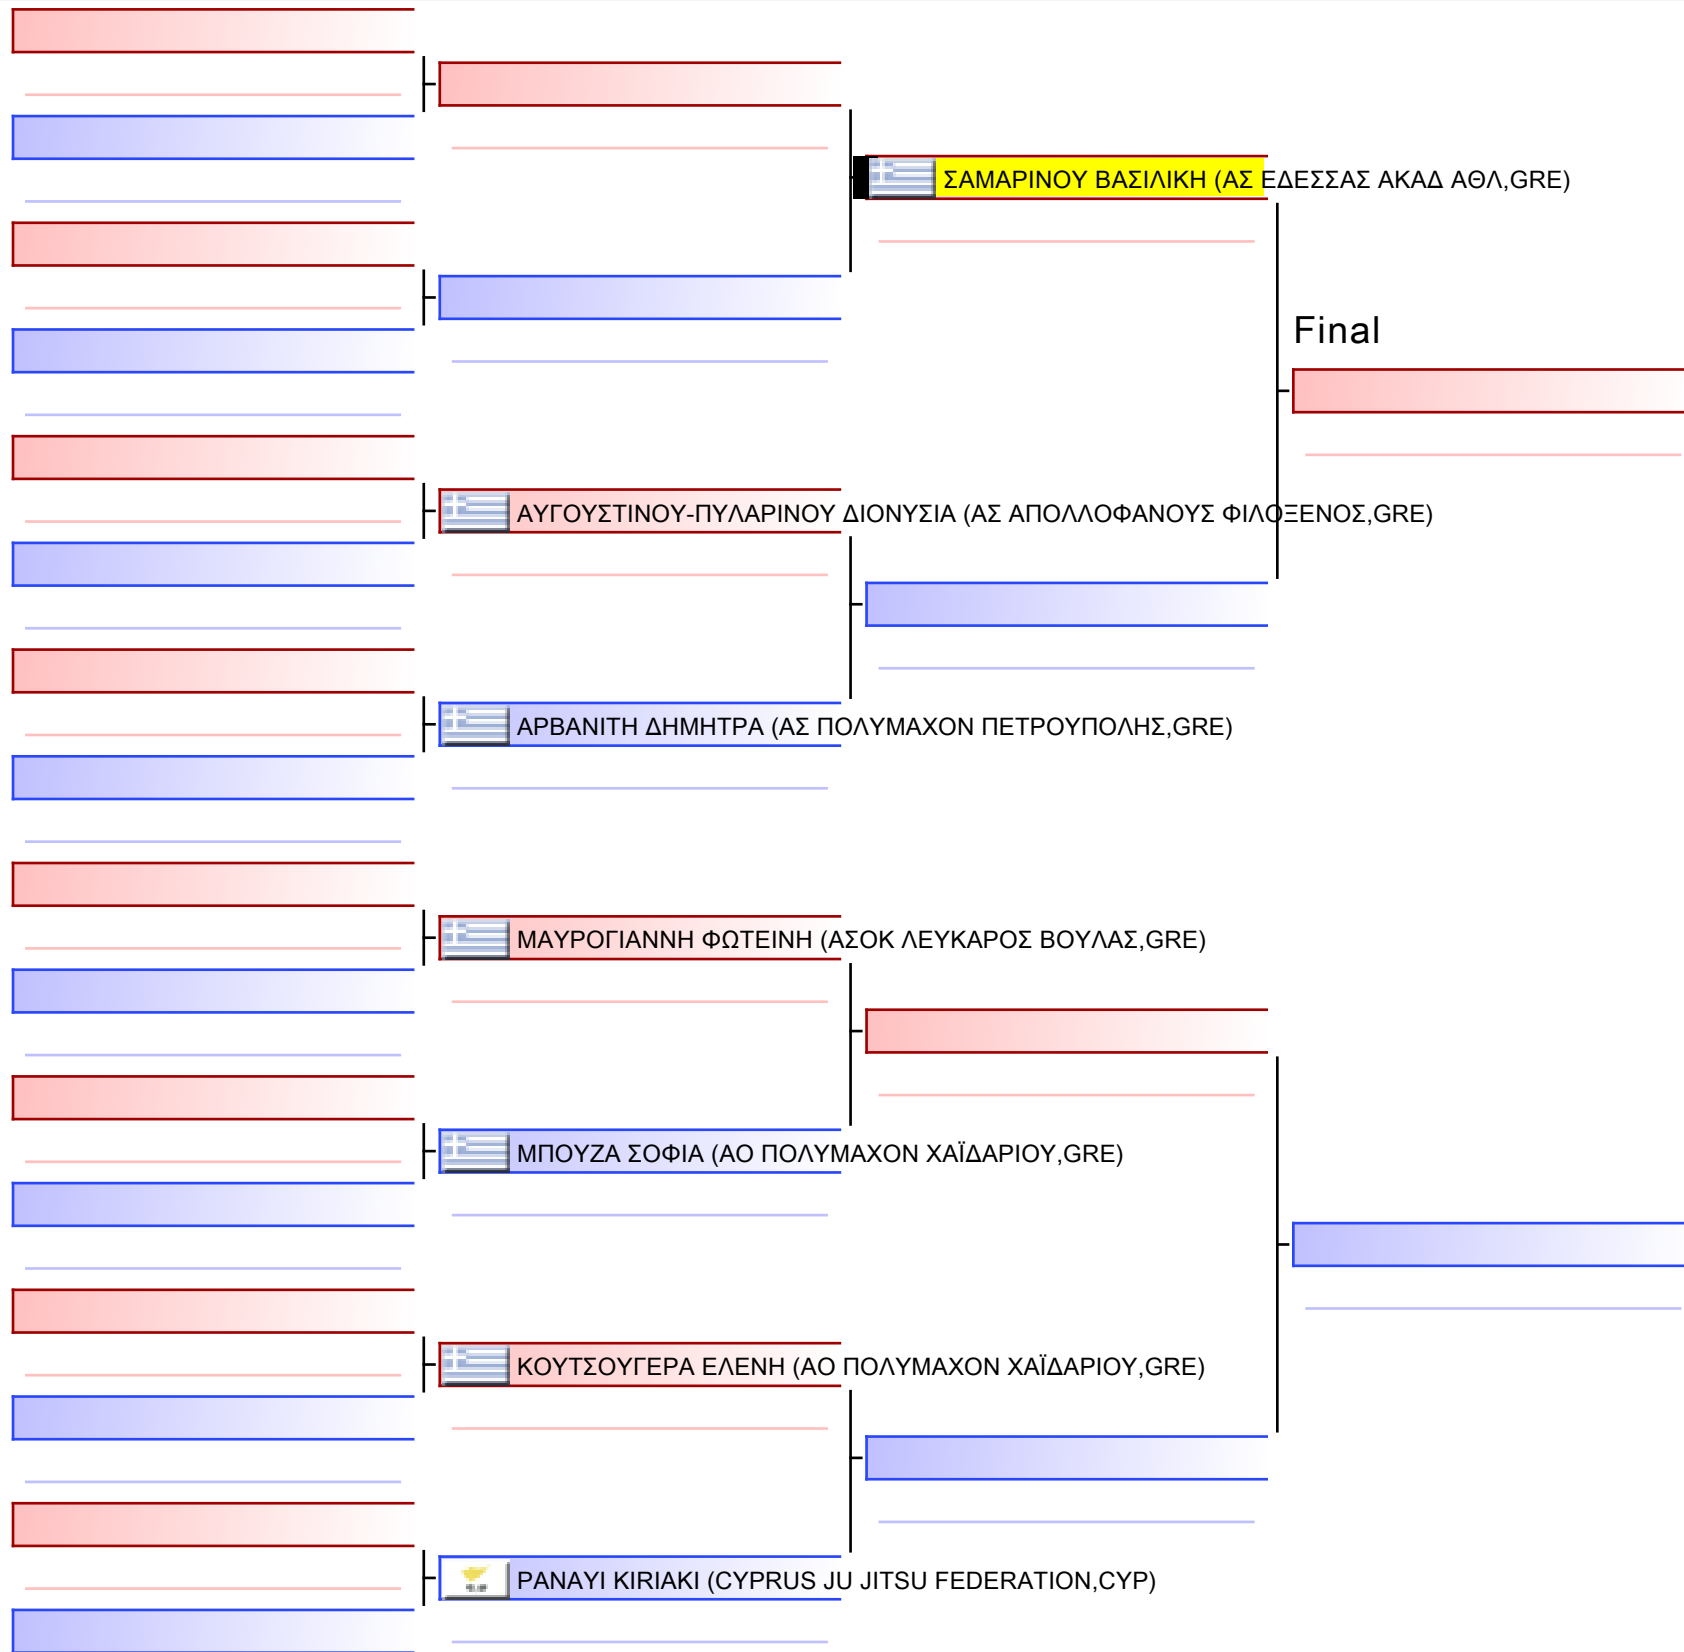 ΣΑΜΑΡΙΝΟΥ ΒΑΣΙΛΙΚΗ (ΑΣ ΕΔΕΣΣΑΣ ΑΚΑΔ ΑΘΛ,GRE)
Final
ΑΥΓΟΥΣΤΙΝΟΥ-ΠΥΛΑΡΙΝΟΥ ΔΙΟΝΥΣΙΑ (ΑΣ ΑΠΟΛΛΟΦΑΝΟΥΣ ΦΙΛΟΞΕΝΟΣ,GRE)
ΑΡΒΑΝΙΤΗ ΔΗΜΗΤΡΑ (ΑΣ ΠΟΛΥΜΑΧΟΝ ΠΕΤΡΟΥΠΟΛΗΣ,GRE)
ΜΑΥΡΟΓΙΑΝΝΗ ΦΩΤΕΙΝΗ (ΑΣΟΚ ΛΕΥΚΑΡΟΣ ΒΟΥΛΑΣ,GRE)
ΜΠΟΥΖΑ ΣΟΦΙΑ (ΑΟ ΠΟΛΥΜΑΧΟΝ ΧΑΪΔΑΡΙΟΥ,GRE)
ΚΟΥΤΣΟΥΓΕΡΑ ΕΛΕΝΗ (ΑΟ ΠΟΛΥΜΑΧΟΝ ΧΑΪΔΑΡΙΟΥ,GRE)
PANAYI KIRIAKI (CYPRUS JU JITSU FEDERATION,CYP)